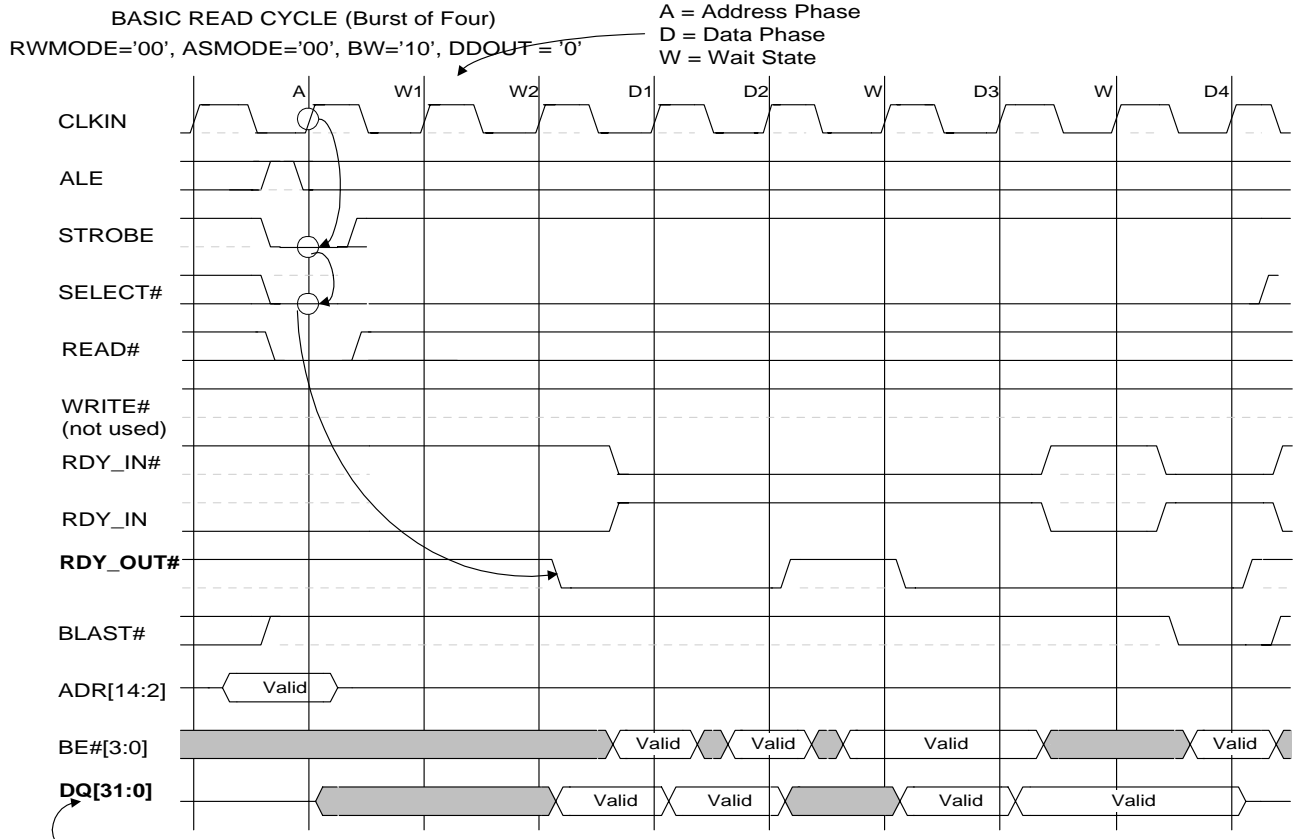 BASIC READ CYCLE (Burst of Four)
RWMODE='00', ASMODE='00', BW='10', DDOUT = '0'
A = Address Phase
D = Data Phase
W = Wait State
A W1 W2 D1 D2 W D3 W D4
CLKIN
ALE
STROBE
SELECT#
READ#
WRITE#
(not used)
RDY_IN#
RDY_IN
RDY_OUT#
BLAST#
ADR[14:2] Valid
BE#[3:0] Valid Valid Valid Valid
DQ[31:0] Valid Valid Valid Valid